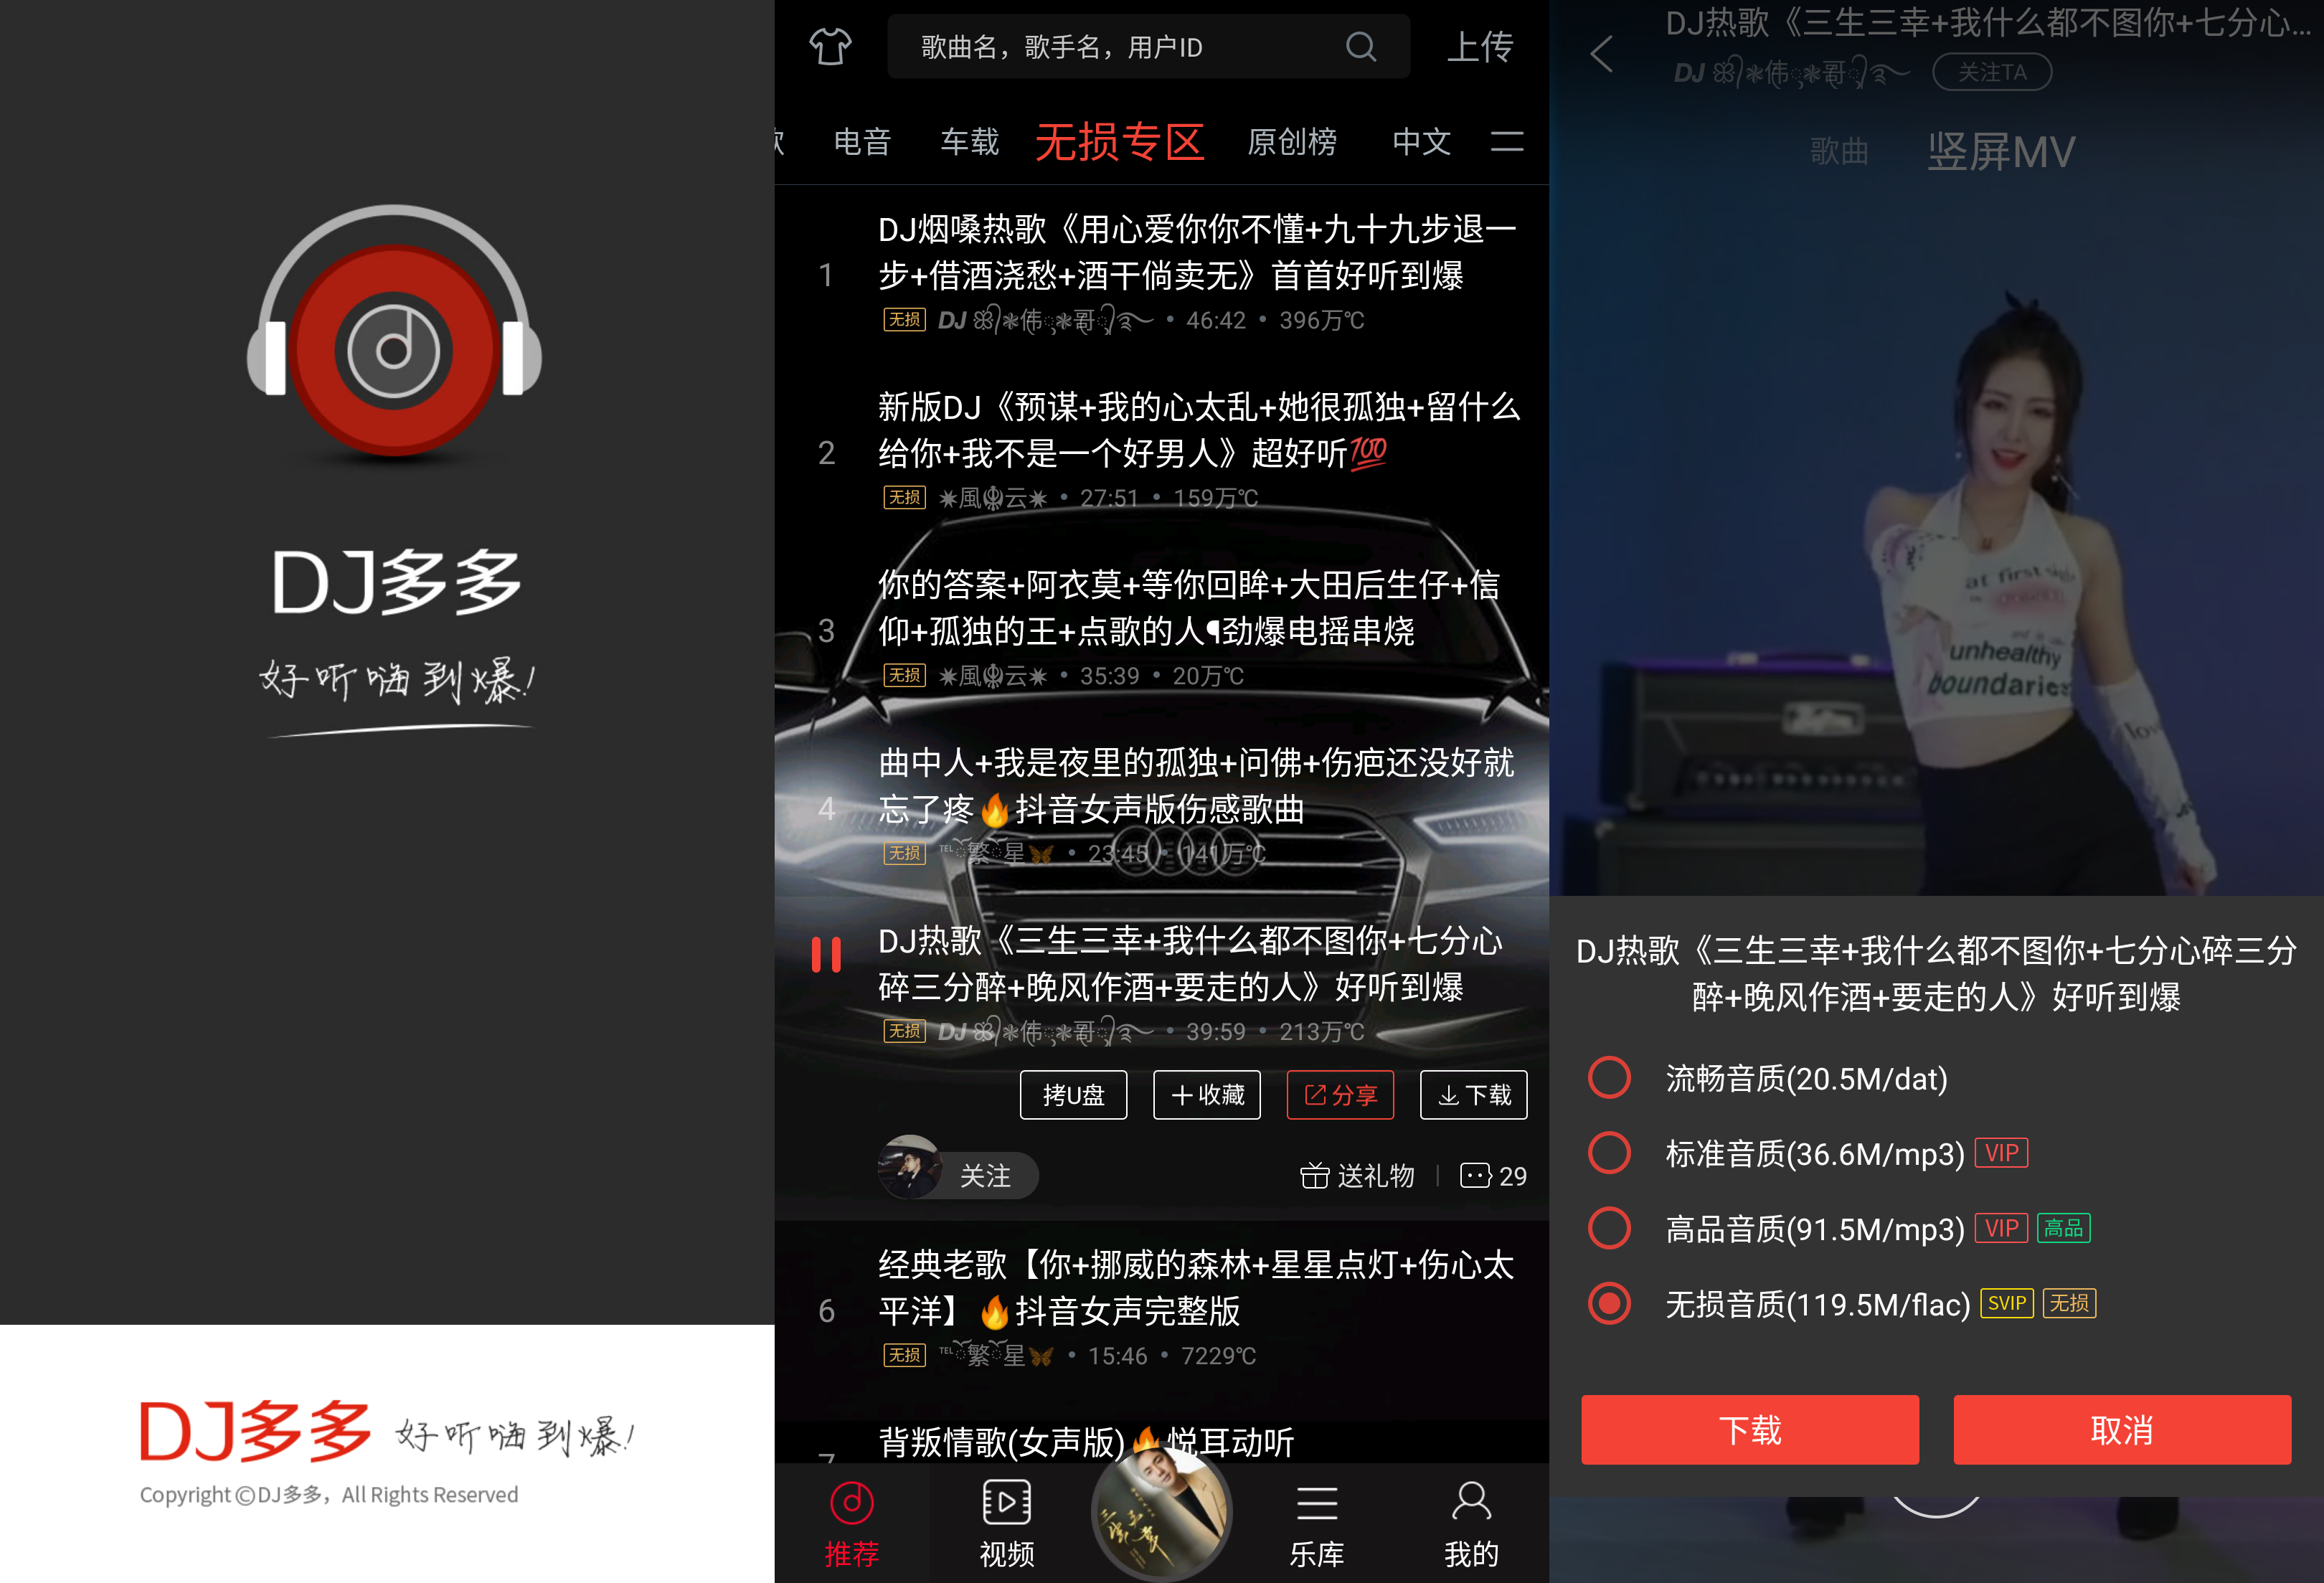 DJ多多
好听嗨到爆!
DJ多多 好听嗨到爆!
Copyright ©DJ多多，All Rights Reserved
歌曲名，歌手名，用户ID
上传
电音 车载 无损专区 原创榜 中文
1
DJ烟嗓热歌《用心爱你你不懂+九十九步退一
步+借酒浇愁+酒干倘卖无》首首好听到爆
无损 DJ 伟 哥 • 46:42 • 396万℃
2
新版DJ《预谋+我的心太乱+她很孤独+留什么
给你+我不是一个好男人》超好听💯
无损 ✷風☬云✷ • 27:51 • 159万℃
3
你的答案+阿衣莫+等你回眸+大田后生仔+信
仰+孤独的王+点歌的人¶劲爆电摇串烧
无损 ✷風☬云✷ • 35:39 • 20万℃
4
曲中人+我是夜里的孤独+问佛+伤疤还没好就
忘了疼🔥抖音女声版伤感歌曲
无损 ℡繁星🦋 • 23:45 • 141万℃
DJ热歌《三生三幸+我什么都不图你+七分心
碎三分醉+晚风作酒+要走的人》好听到爆
无损 DJ 伟 哥 • 39:59 • 213万℃
拷U盘 收藏 分享 下载
关注 送礼物 29
6
经典老歌【你+挪威的森林+星星点灯+伤心太
平洋】🔥抖音女声完整版
无损 ℡繁星🦋 • 15:46 • 7229℃
背叛情歌(女声版)🔥悦耳动听
三生三幸
推荐 视频 乐库 我的
DJ热歌《三生三幸+我什么都不图你+七分心...
DJ 伟 哥 关注TA
歌曲 竖屏MV
at first
unhealthy
boundaries
love
DJ热歌《三生三幸+我什么都不图你+七分心碎三分
醉+晚风作酒+要走的人》好听到爆
流畅音质(20.5M/dat)
标准音质(36.6M/mp3) VIP
高品音质(91.5M/mp3) VIP 高品
无损音质(119.5M/flac) SVIP 无损
下载 取消